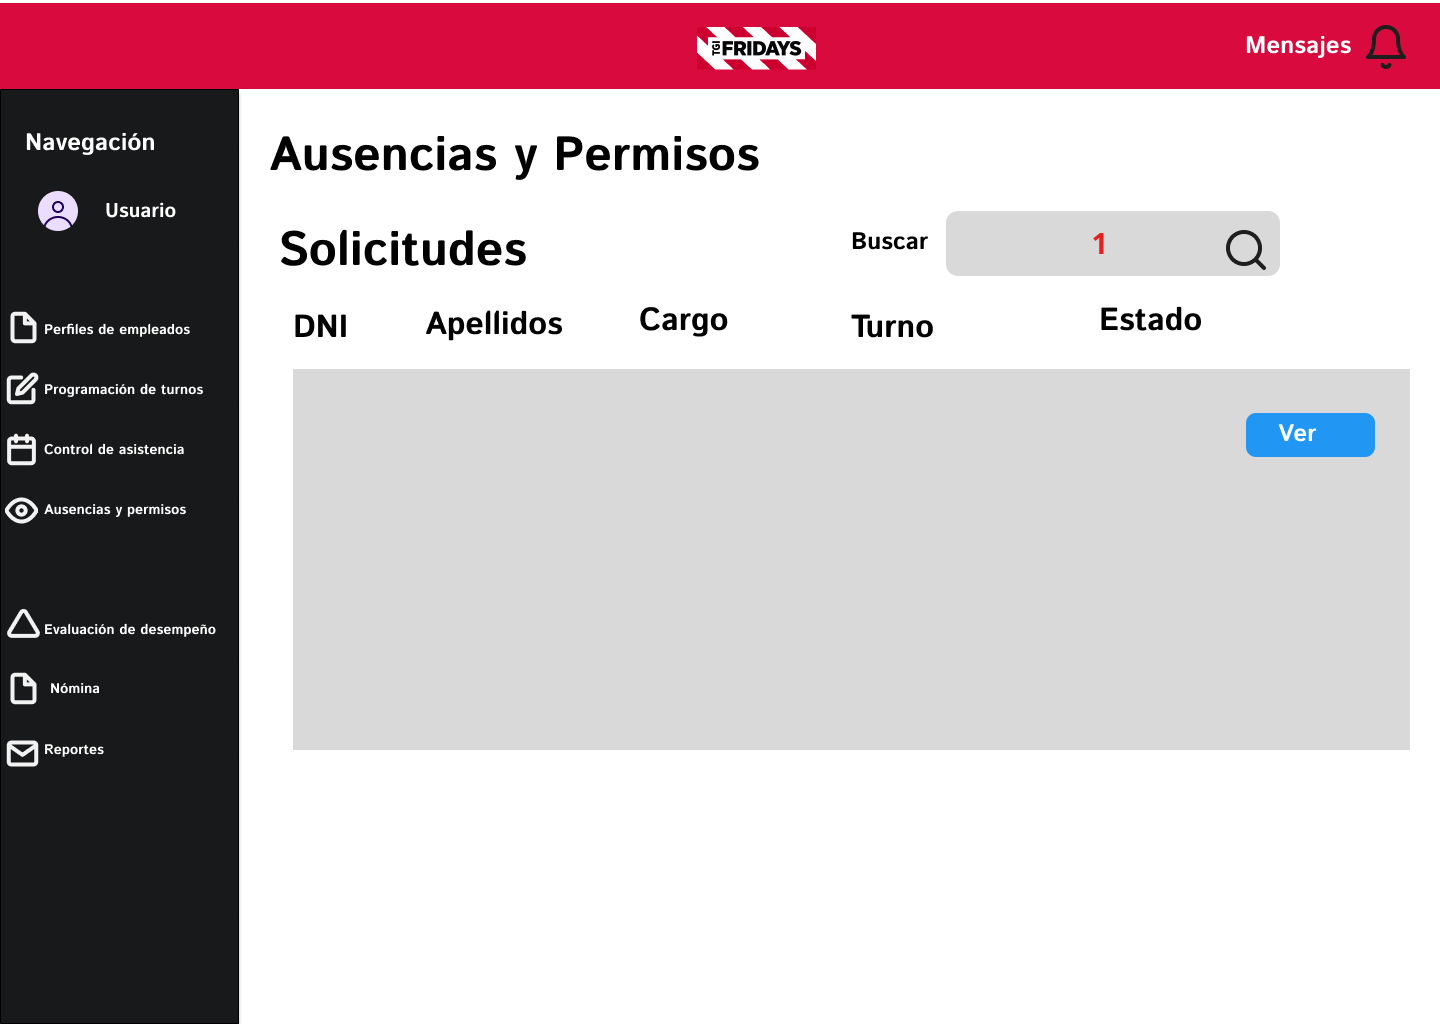 TGI FRIDAYS
Mensajes
Navegación
Usuario
Perfiles de empleados
Programación de turnos
Control de asistencia
Ausencias y permisos
Evaluación de desempeño
Nómina
Reportes
Ausencias y Permisos
Solicitudes
Buscar
1
DNI Apellidos Cargo Turno Estado
Ver